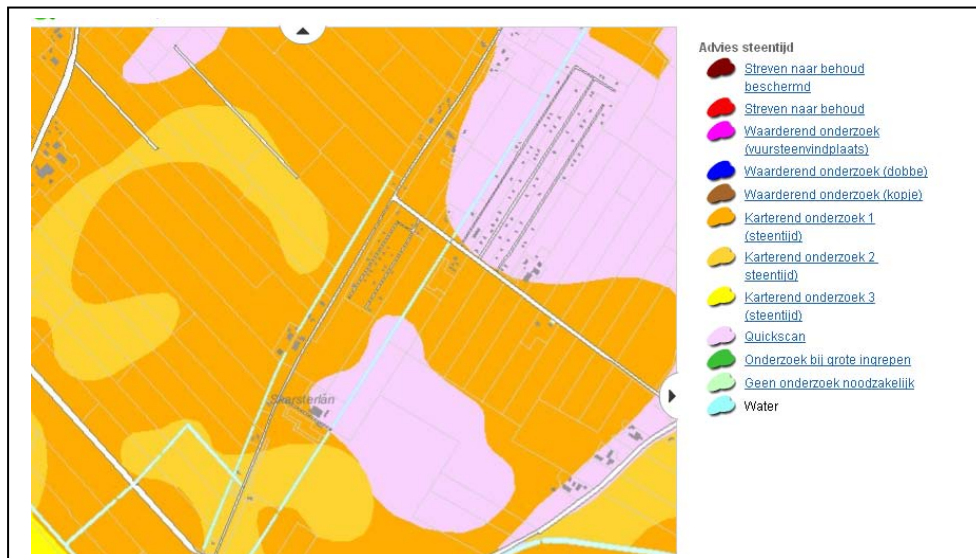 Advies steentijd
Streven naar behoud
beschermd
Streven naar behoud
Waarderend onderzoek
(vuursteenvindplaats)
Waarderend onderzoek (dobbe)
Waarderend onderzoek (kopje)
Karterend onderzoek 1
(steentijd)
Karterend onderzoek 2
steentijd)
Karterend onderzoek 3
(steentijd)
Quickscan
Onderzoek bij grote ingrepen
Geen onderzoek noodzakelijk
Water
Skarsterlân